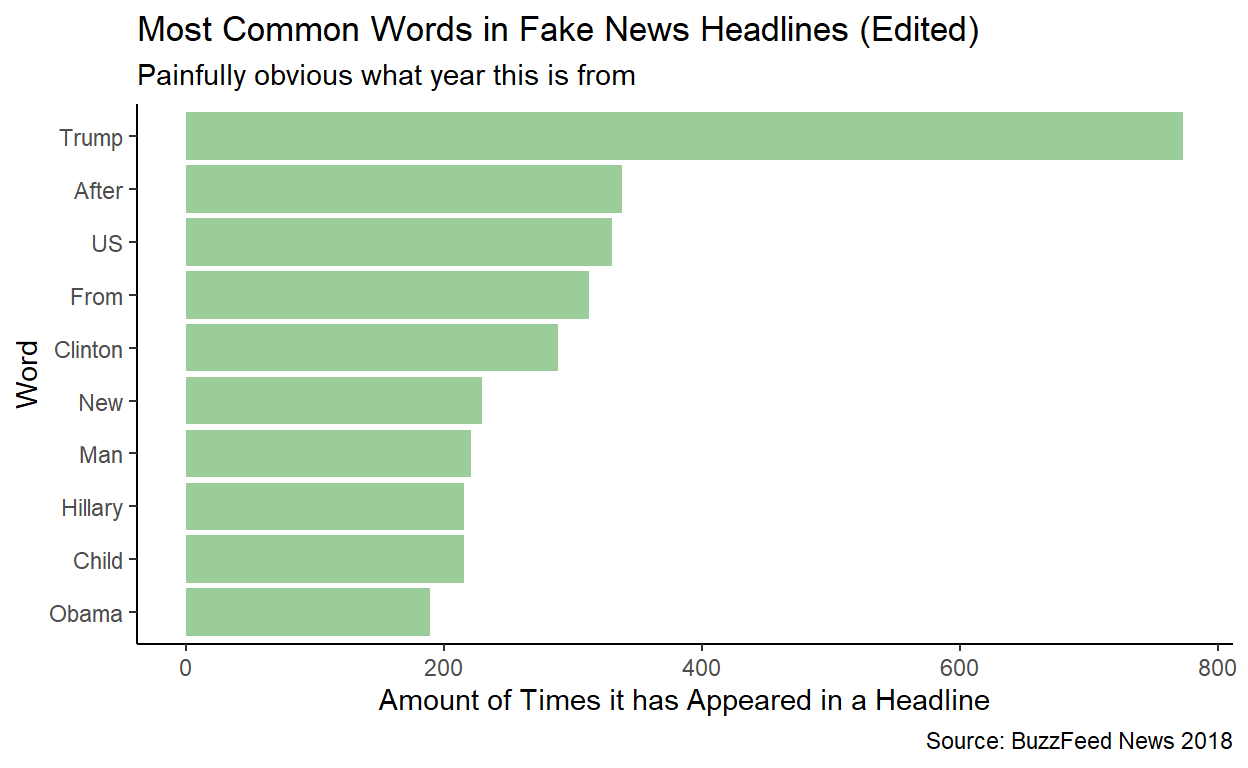 Most Common Words in Fake News Headlines (Edited)
Painfully obvious what year this is from
Word
Trump
After
US
From
Clinton
New
Man
Hillary
Child
Obama
0 200 400 600 800
Amount of Times it has Appeared in a Headline
Source: BuzzFeed News 2018